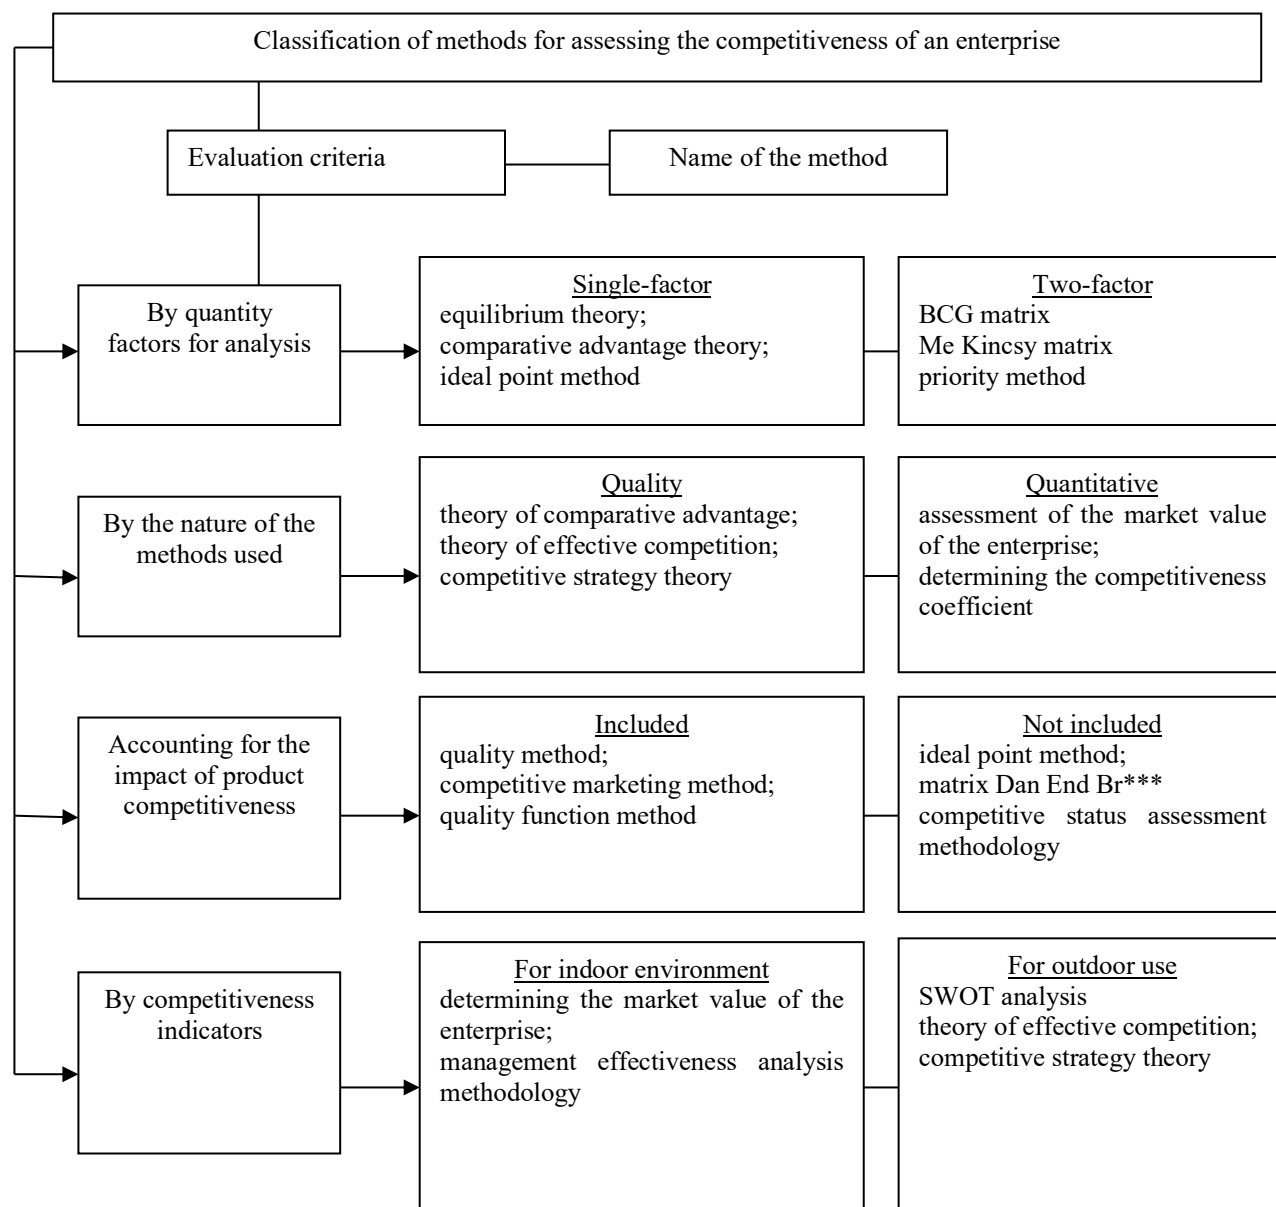 Classification of methods for assessing the competitiveness of an enterprise
Evaluation criteria
Name of the method
By quantity
factors for analysis
Single-factor
equilibrium theory;
comparative advantage theory;
ideal point method
Two-factor
BCG matrix
Me Kincsy matrix
priority method
By the nature of the
methods used
Quality
theory of comparative advantage;
theory of effective competition;
competitive strategy theory
Quantitative
assessment of the market value
of the enterprise;
determining the competitiveness
coefficient
Accounting for the
impact of product
competitiveness
Included
quality method;
competitive marketing method;
quality function method
Not included
ideal point method;
matrix Dan End Br***
competitive status assessment
methodology
By competitiveness
indicators
For indoor environment
determining the market value of the
enterprise;
management effectiveness analysis
methodology
For outdoor use
SWOT analysis
theory of effective competition;
competitive strategy theory